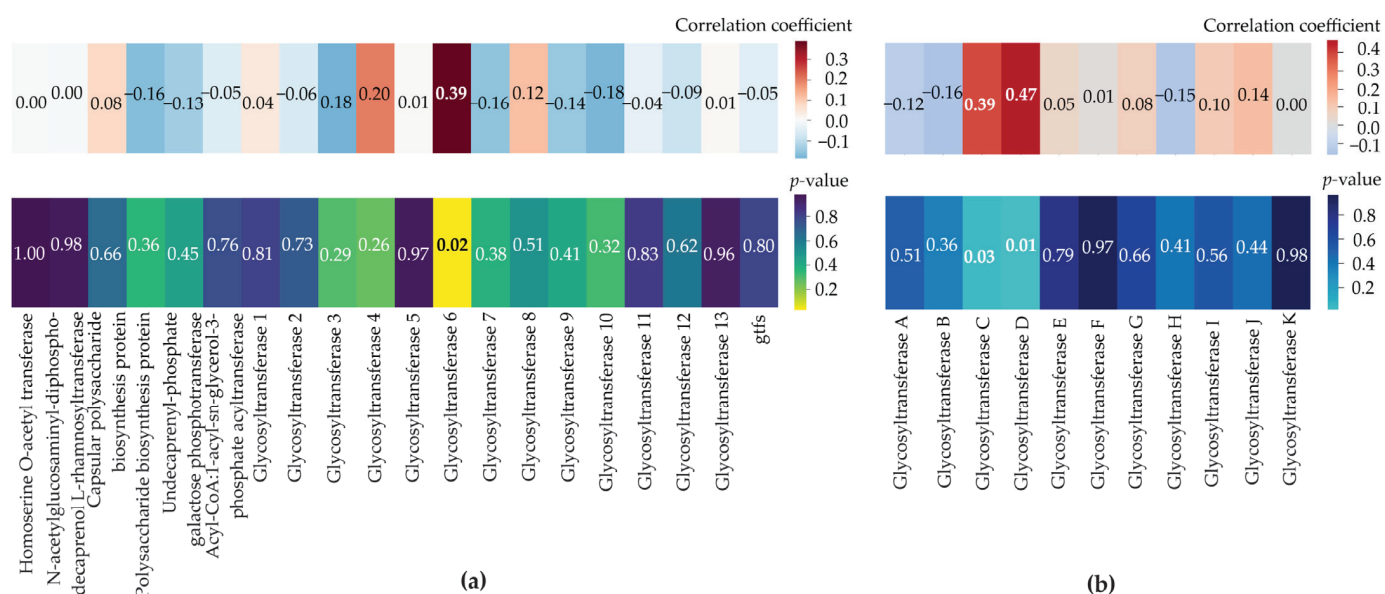 Correlation coefficient
0.00
0.00
0.08
−0.16
−0.13
−0.05
0.04
−0.06
0.18
0.20
0.01
0.39
−0.16
0.12
−0.14
−0.18
−0.04
−0.09
0.01
−0.05
0.3
0.2
0.1
0.0
−0.1
p-value
1.00
0.98
0.66
0.36
0.45
0.76
0.81
0.73
0.29
0.26
0.97
0.02
0.38
0.51
0.41
0.32
0.83
0.62
0.96
0.80
0.8
0.6
0.4
0.2
Homoserine O-acetyl transferase
N-acetylglucosaminyl-diphospho-
decaprenol L-rhamnosyltransferase
Capsular polysaccharide
biosynthesis protein
Polysaccharide biosynthesis protein
Undecaprenyl-phosphate
galactose phosphotransferase
Acyl-CoA:1-acyl-sn-glycerol-3-
phosphate acyltransferase
Glycosyltransferase 1
Glycosyltransferase 2
Glycosyltransferase 3
Glycosyltransferase 4
Glycosyltransferase 5
Glycosyltransferase 6
Glycosyltransferase 7
Glycosyltransferase 8
Glycosyltransferase 9
Glycosyltransferase 10
Glycosyltransferase 11
Glycosyltransferase 12
Glycosyltransferase 13
gtfs
(a)
Correlation coefficient
−0.12
−0.16
0.39
0.47
0.05
0.01
0.08
−0.15
0.10
0.14
0.00
0.4
0.3
0.2
0.1
0.0
−0.1
p-value
0.51
0.36
0.03
0.01
0.79
0.97
0.66
0.41
0.56
0.44
0.98
0.8
0.6
0.4
0.2
Glycosyltransferase A
Glycosyltransferase B
Glycosyltransferase C
Glycosyltransferase D
Glycosyltransferase E
Glycosyltransferase F
Glycosyltransferase G
Glycosyltransferase H
Glycosyltransferase I
Glycosyltransferase J
Glycosyltransferase K
(b)